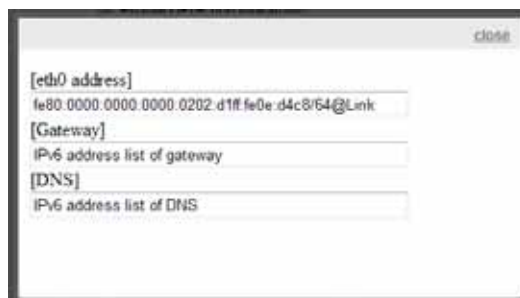 close
[eth0 address]
fe80:0000:0000:0000:0202:d1ff:fe0e:d4c8/64@Link
[Gateway]
IPv6 address list of gateway
[DNS]
IPv6 address list of DNS